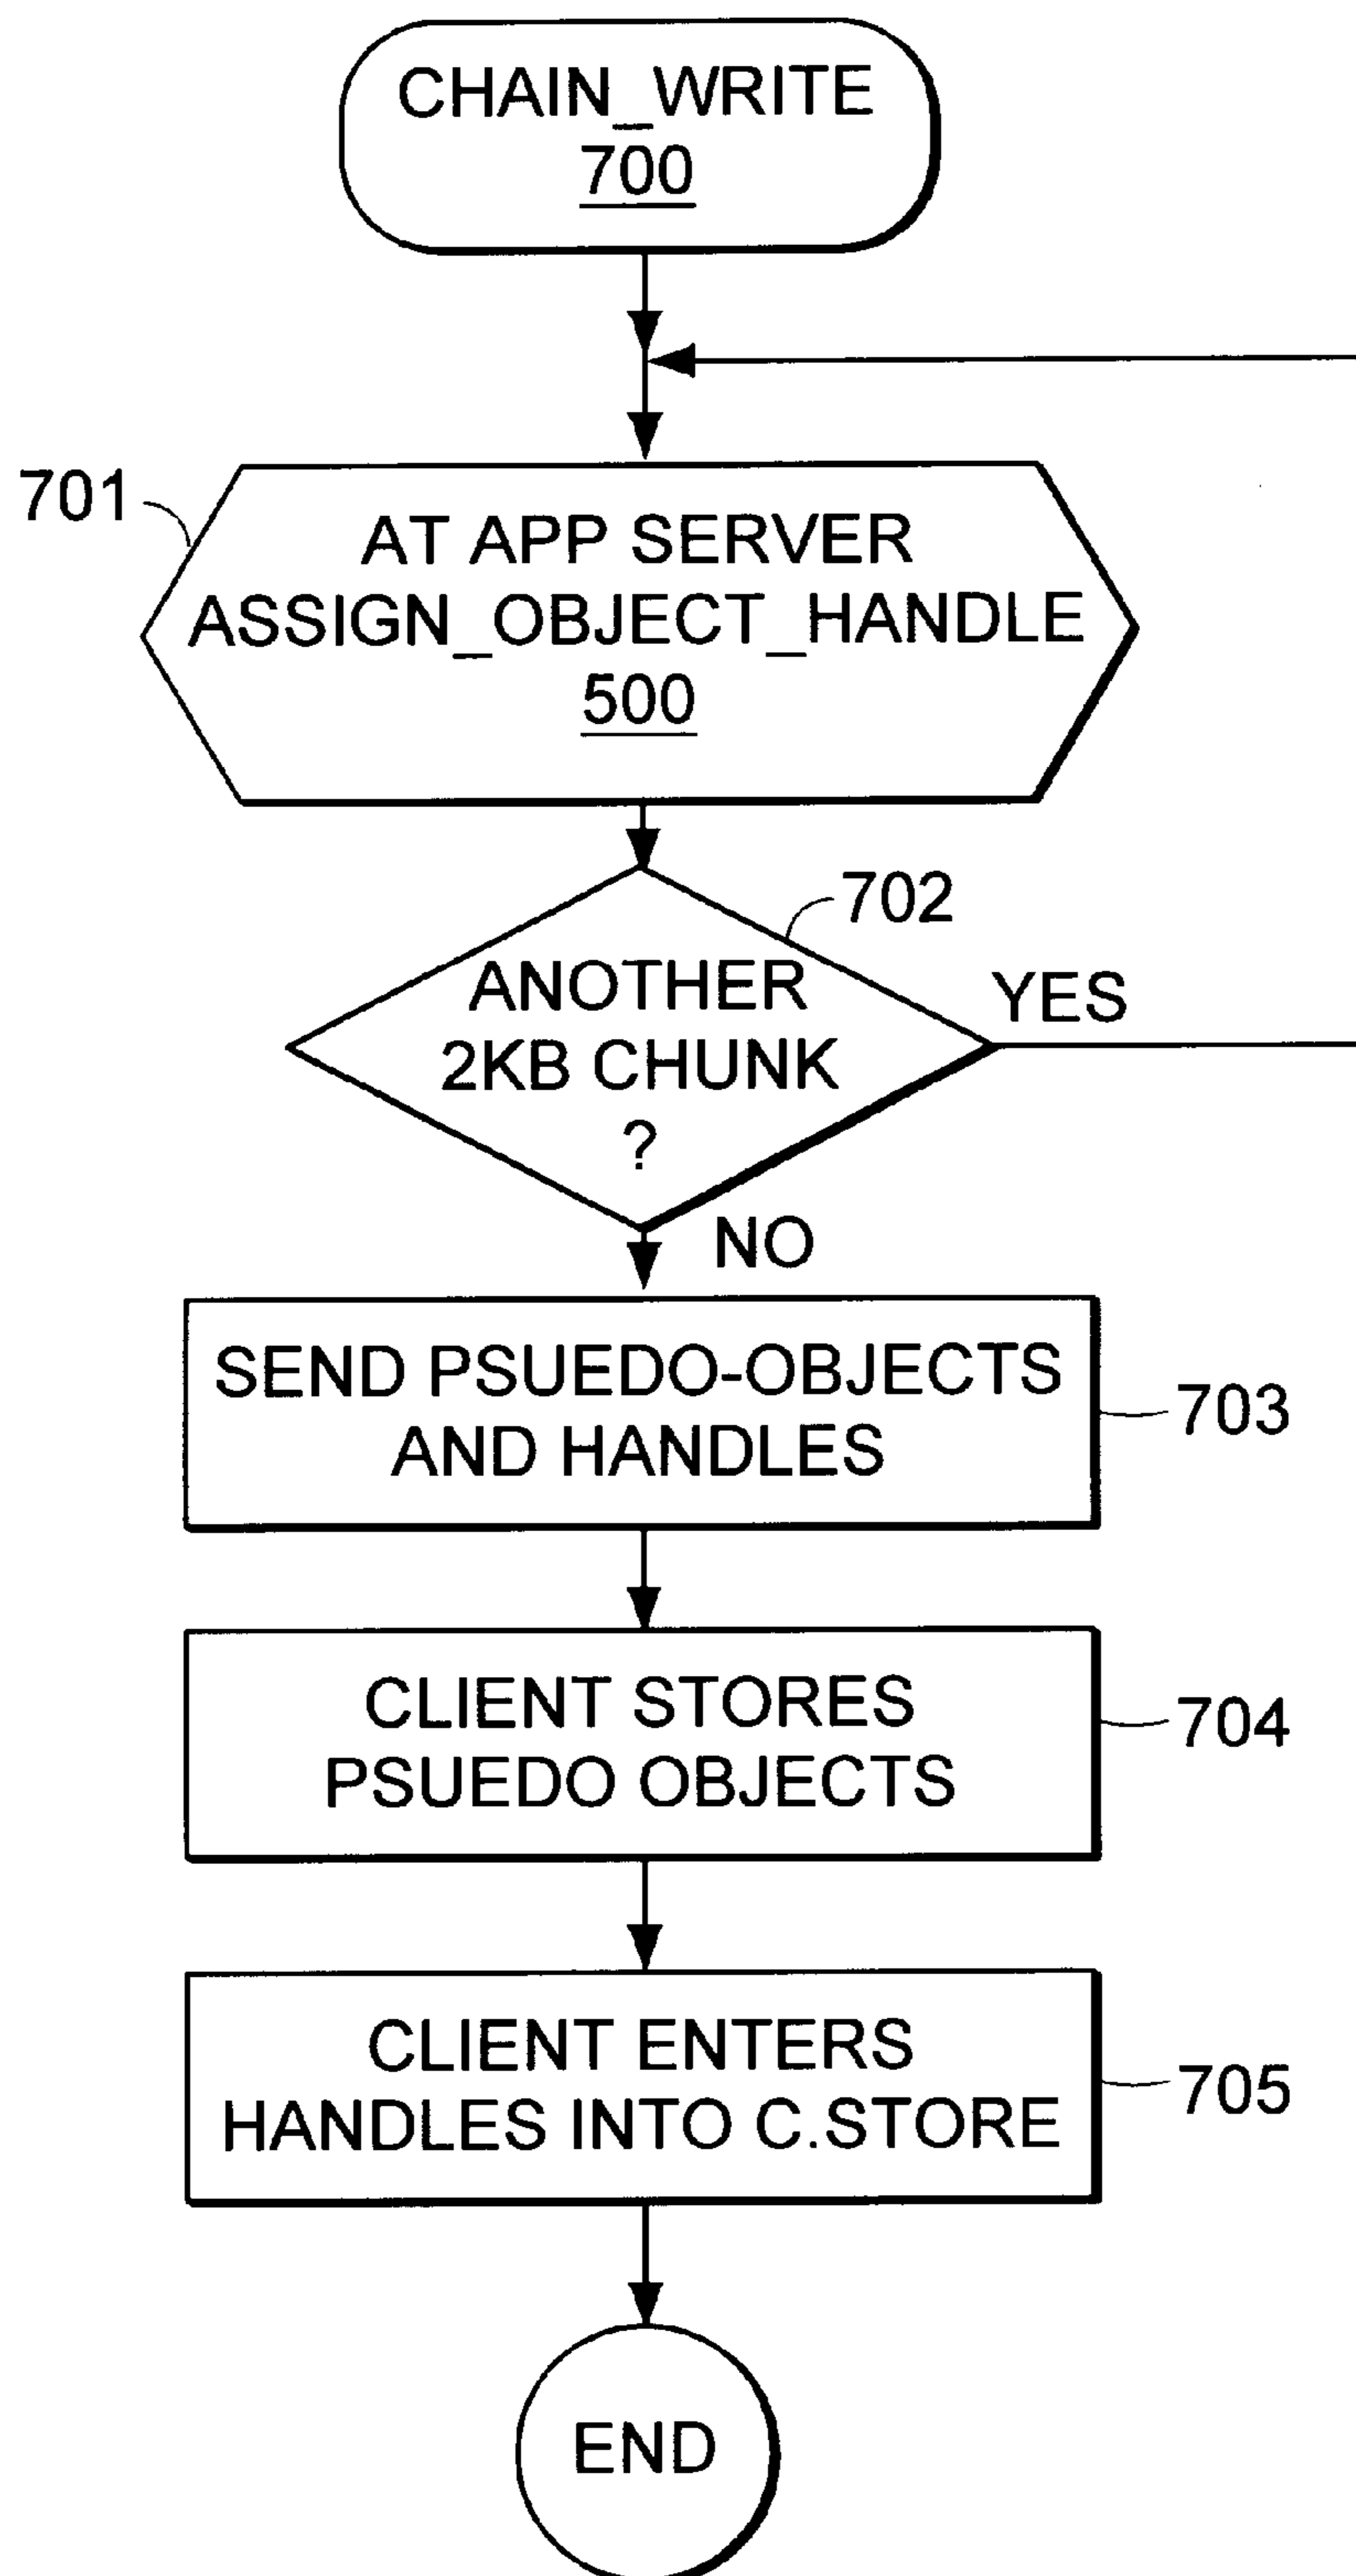 CHAIN_WRITE
700
701
AT APP SERVER
ASSIGN_OBJECT_HANDLE
500
702
ANOTHER
2KB CHUNK
?
YES
NO
SEND PSUEDO-OBJECTS
AND HANDLES
703
CLIENT STORES
PSUEDO OBJECTS
704
CLIENT ENTERS
HANDLES INTO C.STORE
705
END